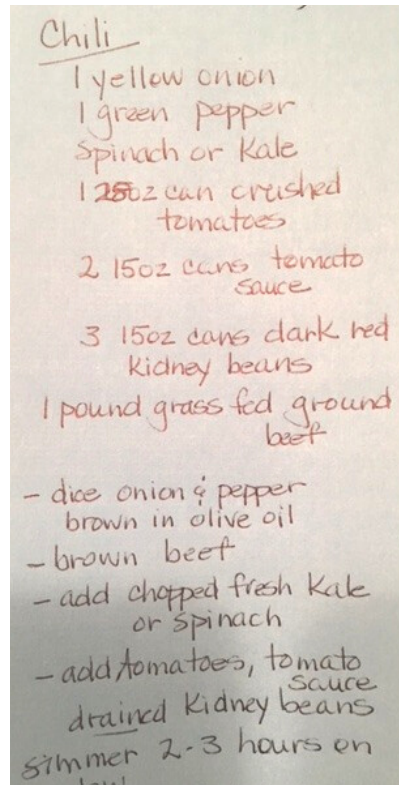 Chili
1 yellow onion
1 green pepper
Spinach or Kale
1 28oz can crushed
tomatoes
2 15oz cans tomato
sauce
3 15oz cans dark red
kidney beans
1 pound grass fed ground
beef
- dice onion & pepper
brown in olive oil
- brown beef
- add chopped fresh Kale
or spinach
- add tomatoes, tomato
sauce
drained Kidney beans
simmer 2-3 hours on